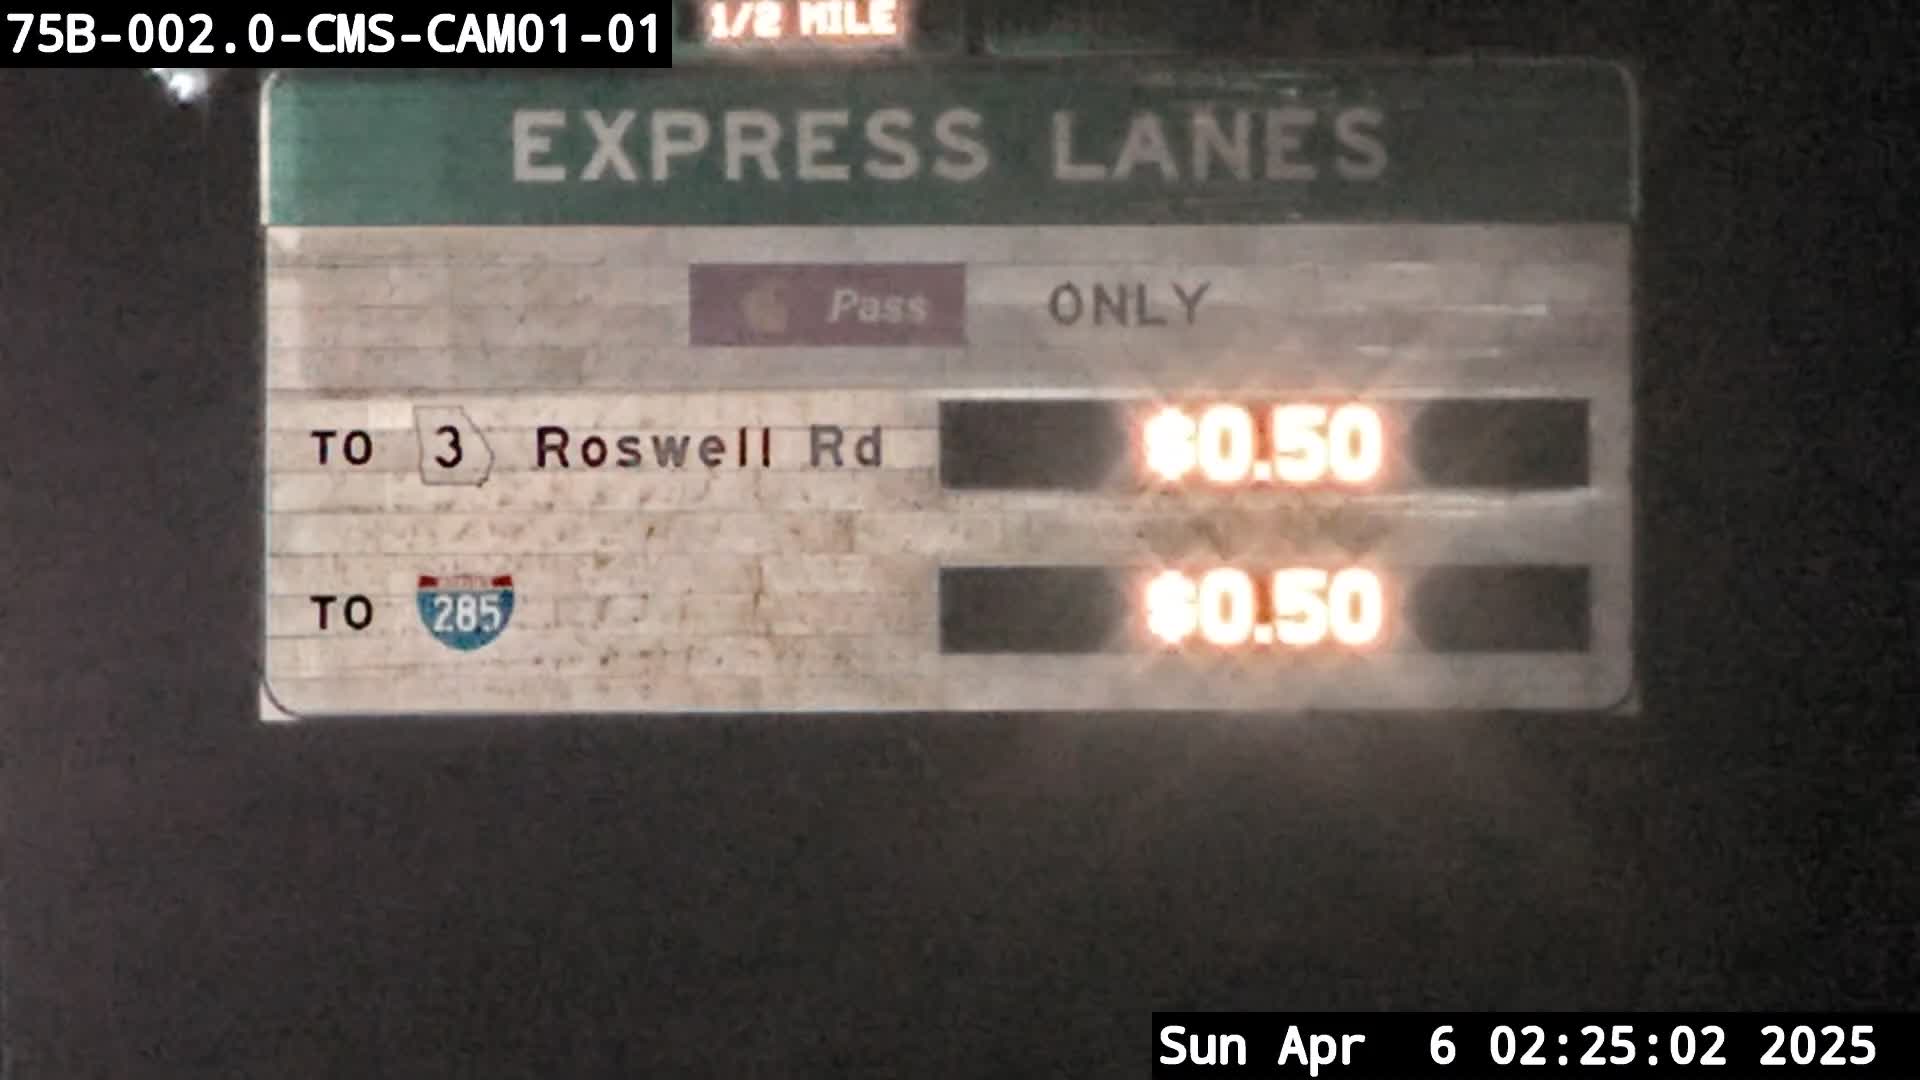 75B-002.0-CMS-CAM01-01
1/2 MILE
EXPRESS LANES
Pass ONLY
TO 3 Roswell Rd $0.50
TO 285 $0.50
Sun Apr 6 02:25:02 2025